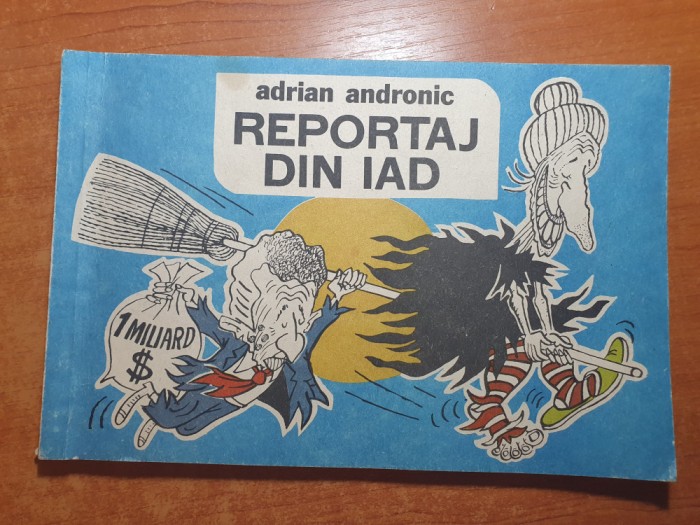 adrian andronic
REPORTAJ
DIN IAD
1 MILIARD
$